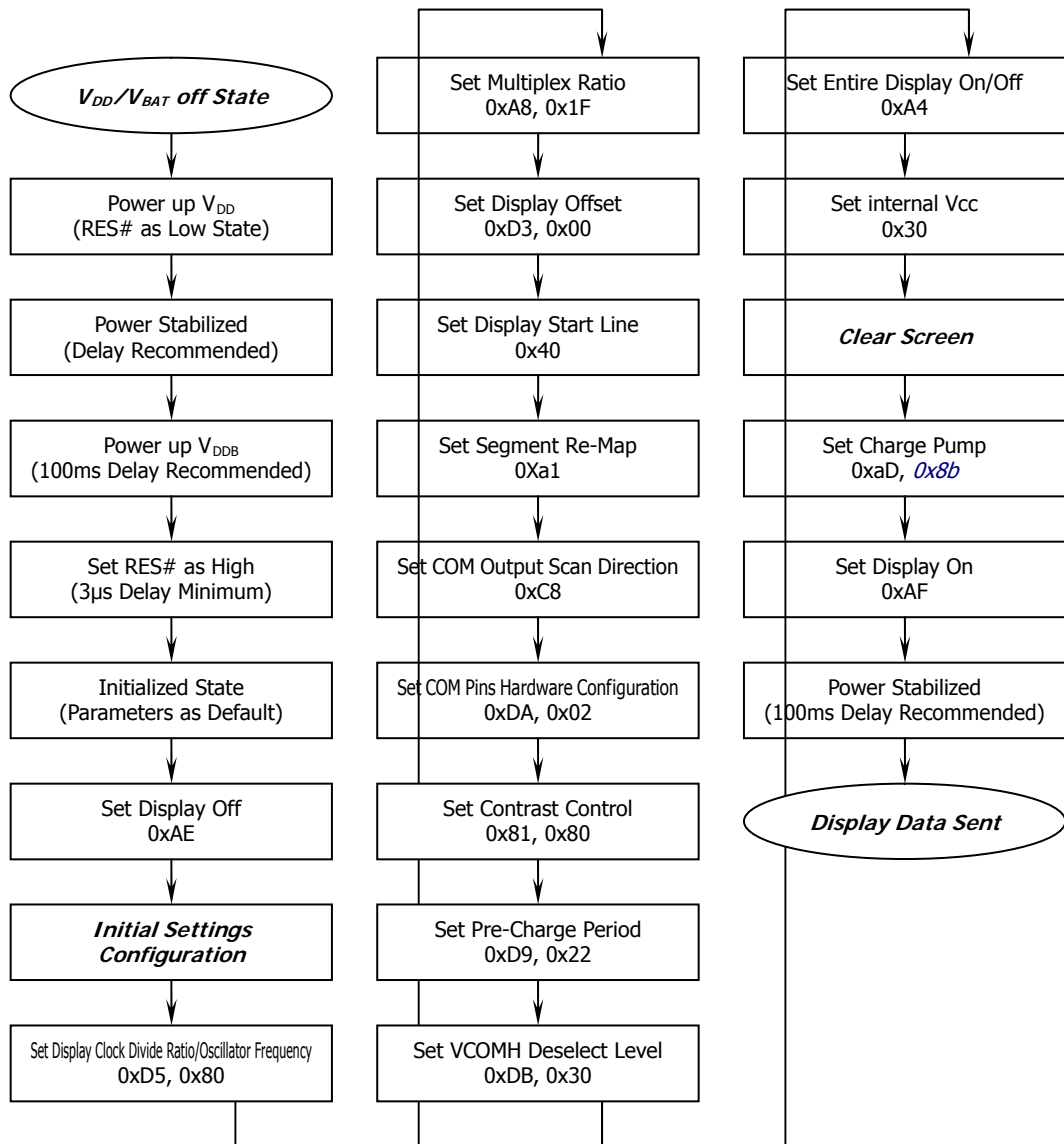 VDD/VBAT off State
Power up VDD
(RES# as Low State)
Power Stabilized
(Delay Recommended)
Power up VDDB
(100ms Delay Recommended)
Set RES# as High
(3µs Delay Minimum)
Initialized State
(Parameters as Default)
Set Display Off
0xAE
Initial Settings
Configuration
Set Display Clock Divide Ratio/Oscillator Frequency
0xD5, 0x80
Set Multiplex Ratio
0xA8, 0x1F
Set Display Offset
0xD3, 0x00
Set Display Start Line
0x40
Set Segment Re-Map
0Xa1
Set COM Output Scan Direction
0xC8
Set COM Pins Hardware Configuration
0xDA, 0x02
Set Contrast Control
0x81, 0x80
Set Pre-Charge Period
0xD9, 0x22
Set VCOMH Deselect Level
0xDB, 0x30
Set Entire Display On/Off
0xA4
Set internal Vcc
0x30
Clear Screen
Set Charge Pump
0xaD, 0x8b
Set Display On
0xAF
Power Stabilized
(100ms Delay Recommended)
Display Data Sent